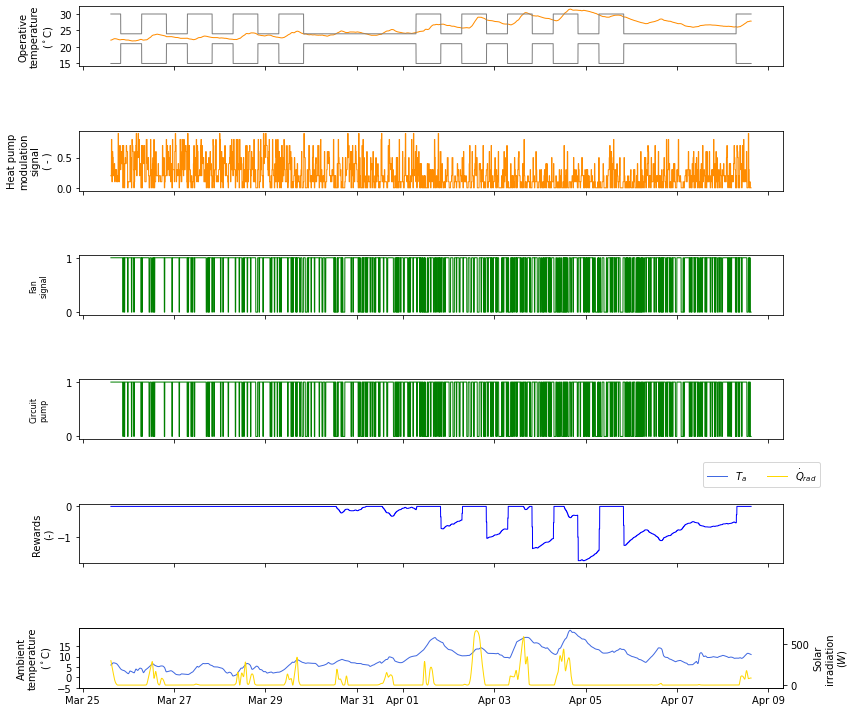 Operative
temperature
(°C)
30
25
20
15
Heat pump
modulation
signal
( - )
0.5
0.0
Fan
signal
1
0
Circuit
pump
1
0
T_a
Q̇_rad
Rewards
(-)
0
−1
Ambient
temperature
(°C)
15
10
5
0
−5
500
0
Solar
irradiation
(W)
Mar 25 Mar 27 Mar 29 Mar 31 Apr 01 Apr 03 Apr 05 Apr 07 Apr 09